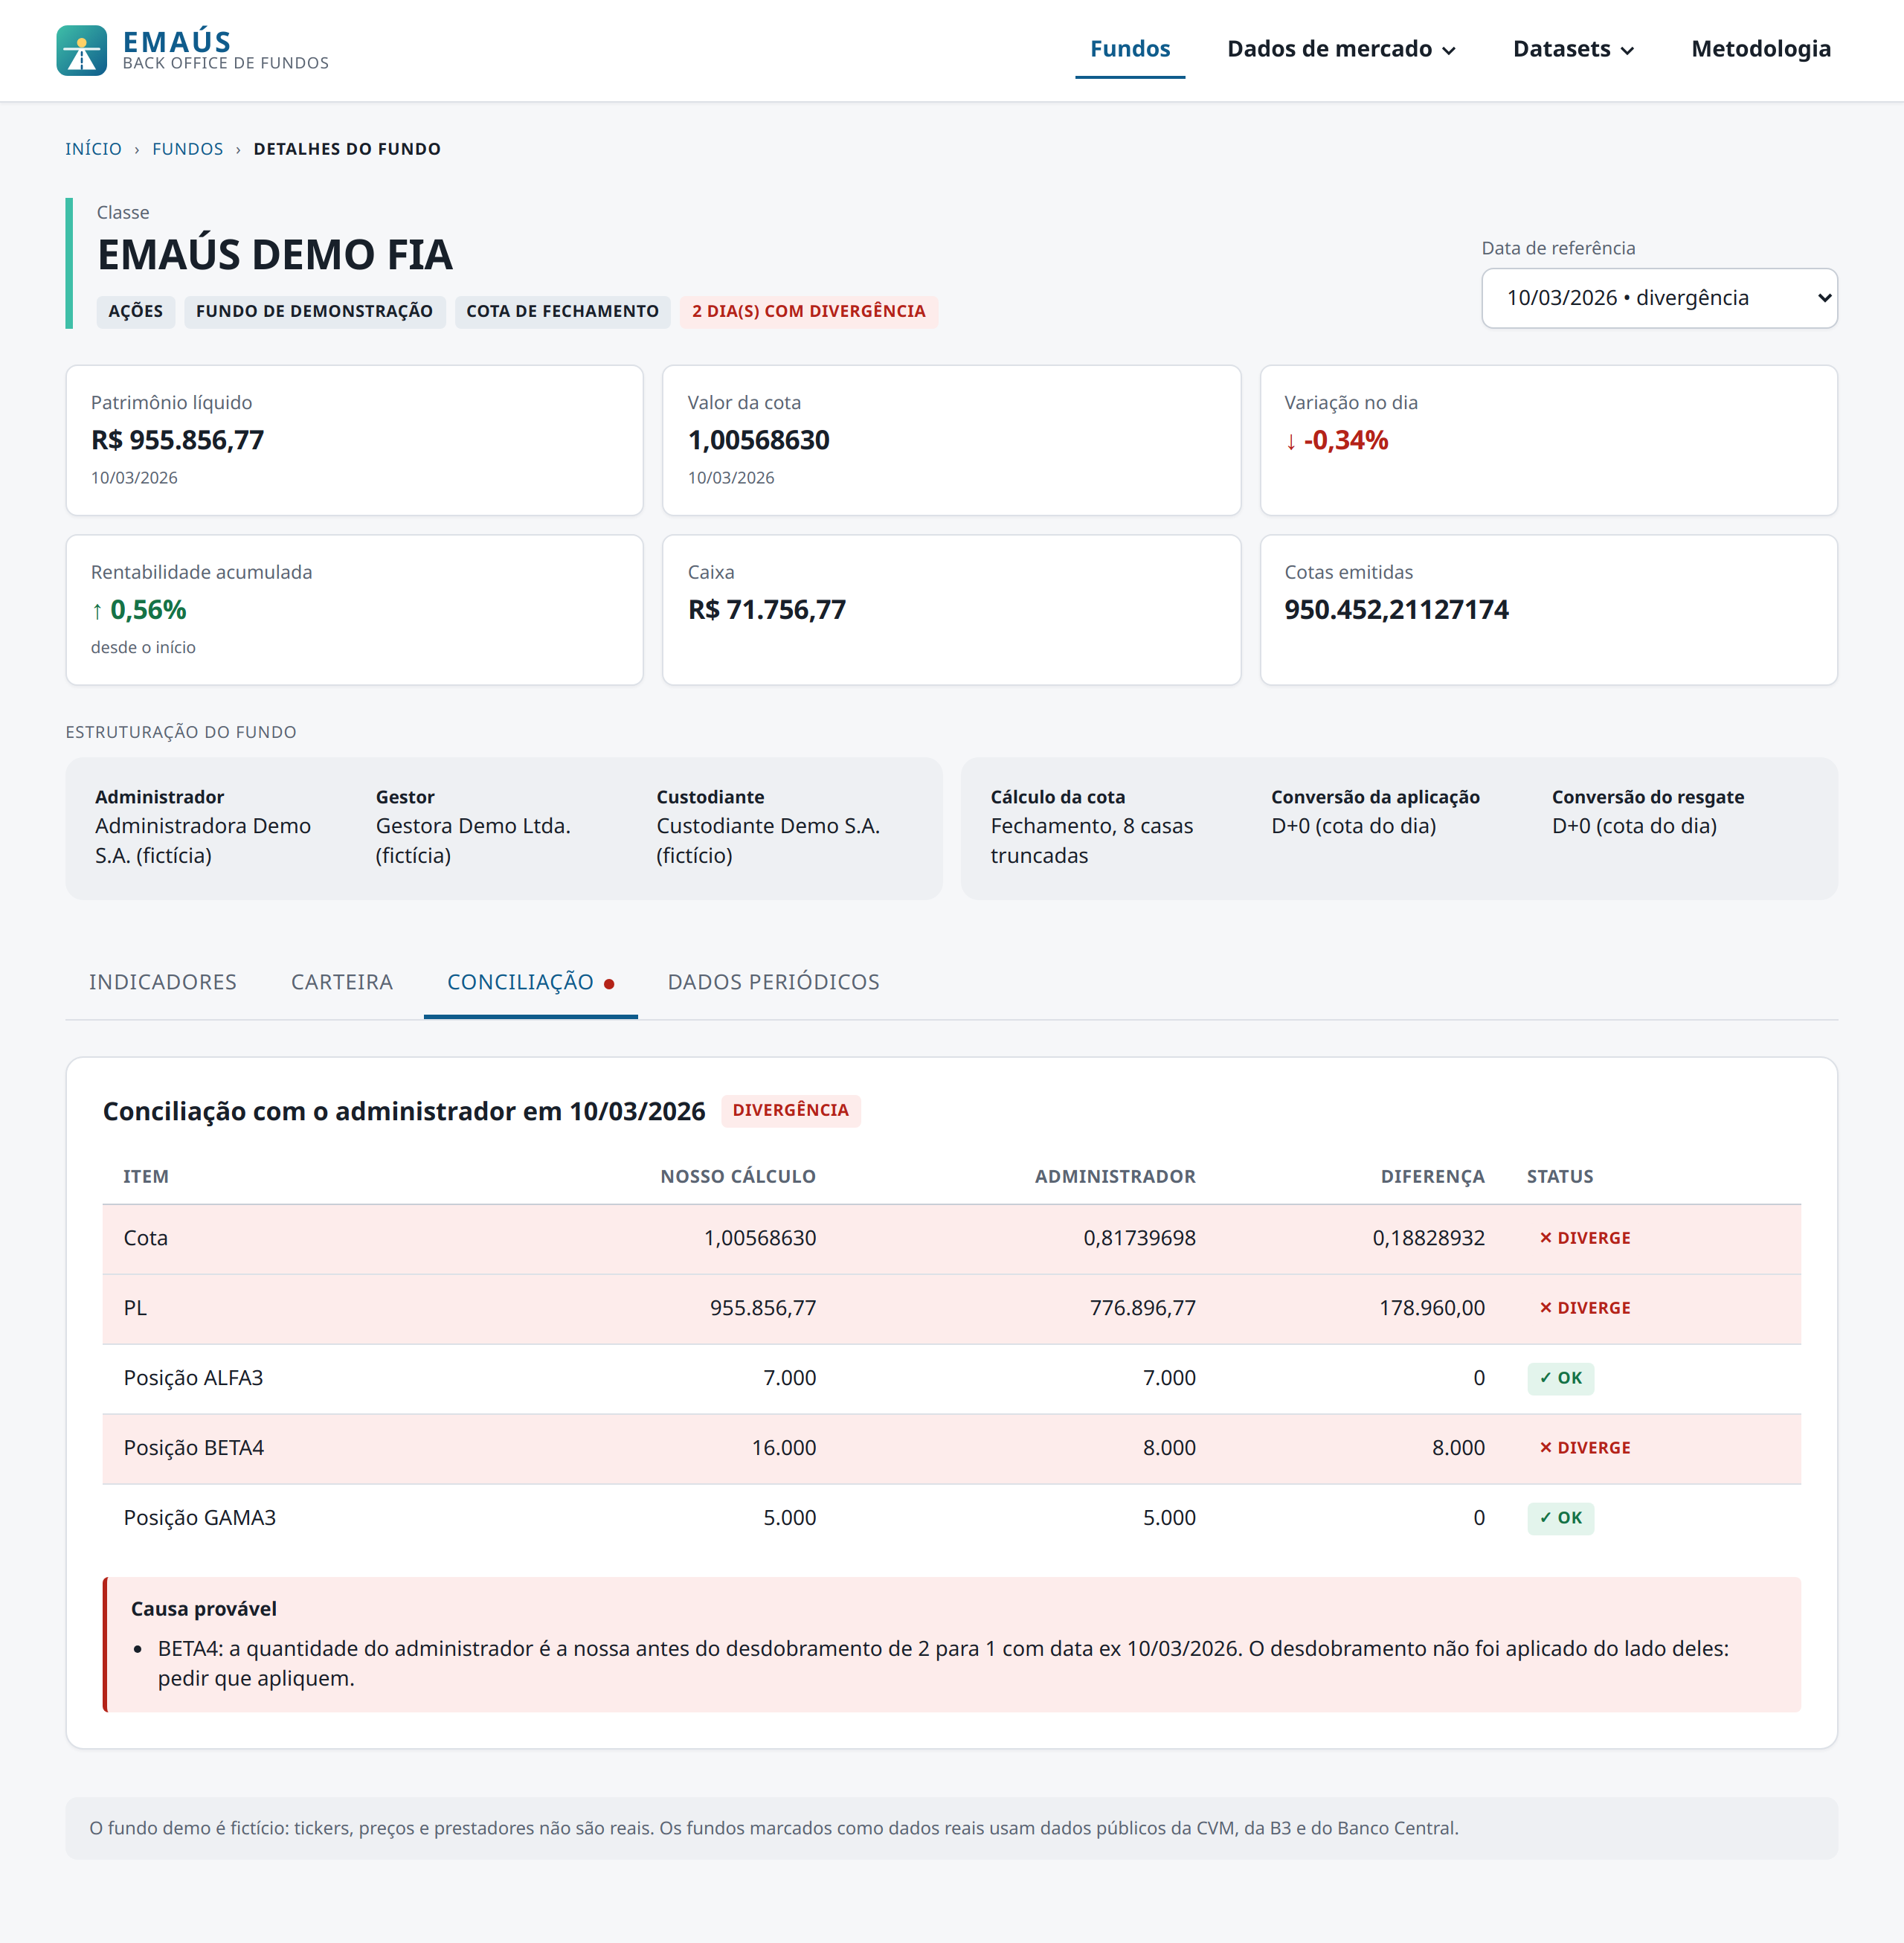 EMAÚS
BACK OFFICE DE FUNDOS
Fundos
Dados de mercado
Datasets
Metodologia
INÍCIO › FUNDOS › DETALHES DO FUNDO
Classe
EMAÚS DEMO FIA
AÇÕES
FUNDO DE DEMONSTRAÇÃO
COTA DE FECHAMENTO
2 DIA(S) COM DIVERGÊNCIA
Data de referência
10/03/2026 • divergência
Patrimônio líquido
R$ 955.856,77
10/03/2026
Valor da cota
1,00568630
10/03/2026
Variação no dia
↓ -0,34%
Rentabilidade acumulada
↑ 0,56%
desde o início
Caixa
R$ 71.756,77
Cotas emitidas
950.452,21127174
ESTRUTURAÇÃO DO FUNDO
Administrador
Administradora Demo
S.A. (fictícia)
Gestor
Gestora Demo Ltda.
(fictícia)
Custodiante
Custodiante Demo S.A.
(fictício)
Cálculo da cota
Fechamento, 8 casas
truncadas
Conversão da aplicação
D+0 (cota do dia)
Conversão do resgate
D+0 (cota do dia)
INDICADORES
CARTEIRA
CONCILIAÇÃO
DADOS PERIÓDICOS
Conciliação com o administrador em 10/03/2026 DIVERGÊNCIA
ITEM NOSSO CÁLCULO ADMINISTRADOR DIFERENÇA STATUS
Cota 1,00568630 0,81739698 0,18828932 ✕ DIVERGE
PL 955.856,77 776.896,77 178.960,00 ✕ DIVERGE
Posição ALFA3 7.000 7.000 0 ✓ OK
Posição BETA4 16.000 8.000 8.000 ✕ DIVERGE
Posição GAMA3 5.000 5.000 0 ✓ OK
Causa provável
• BETA4: a quantidade do administrador é a nossa antes do desdobramento de 2 para 1 com data ex 10/03/2026. O desdobramento não foi aplicado do lado deles:
pedir que apliquem.
O fundo demo é fictício: tickers, preços e prestadores não são reais. Os fundos marcados como dados reais usam dados públicos da CVM, da B3 e do Banco Central.